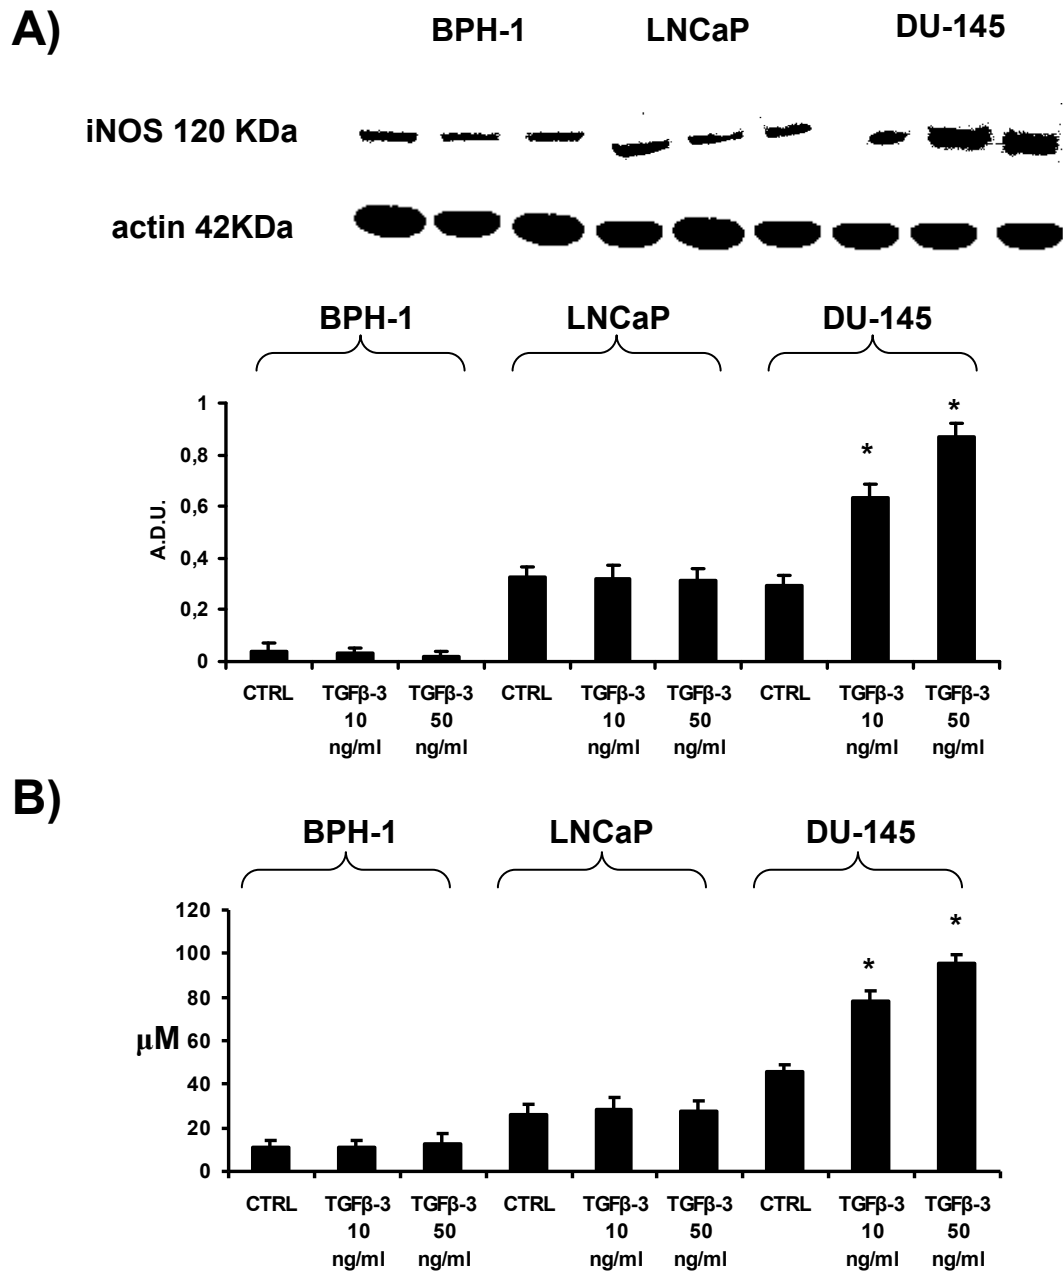 A)
BPH-1 LNCaP DU-145
iNOS 120 KDa
actin 42KDa
BPH-1 LNCaP DU-145
1
0,8
0,6
0,4
0,2
0
A.D.U.
* *
CTRL TGFβ-3 TGFβ-3 CTRL TGFβ-3 TGFβ-3 CTRL TGFβ-3 TGFβ-3
10 50 10 50 10 50
ng/ml ng/ml ng/ml ng/ml ng/ml ng/ml
B)
BPH-1 LNCaP DU-145
120
100
80
60
40
20
0
µM
* *
CTRL TGFβ-3 TGFβ-3 CTRL TGFβ-3 TGFβ-3 CTRL TGFβ-3 TGFβ-3
10 50 10 50 10 50
ng/ml ng/ml ng/ml ng/ml ng/ml ng/ml